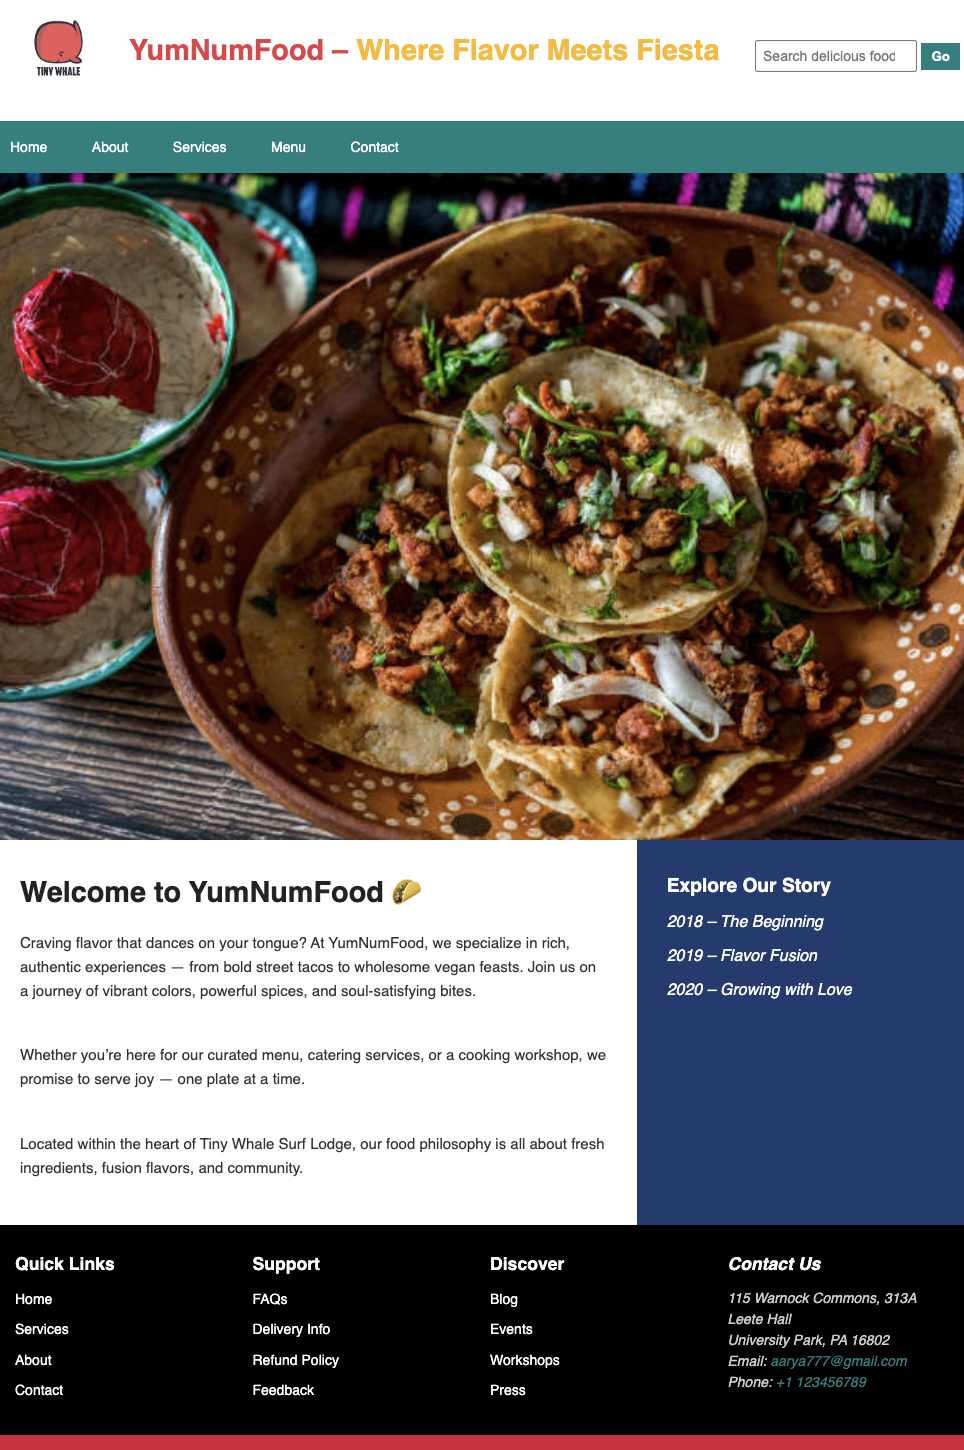 TINY WHALE
YumNumFood – Where Flavor Meets Fiesta
Search delicious food
Go
Home About Services Menu Contact
Welcome to YumNumFood 🌮
Craving flavor that dances on your tongue? At YumNumFood, we specialize in rich,
authentic experiences — from bold street tacos to wholesome vegan feasts. Join us on
a journey of vibrant colors, powerful spices, and soul-satisfying bites.
Whether you’re here for our curated menu, catering services, or a cooking workshop, we
promise to serve joy — one plate at a time.
Located within the heart of Tiny Whale Surf Lodge, our food philosophy is all about fresh
ingredients, fusion flavors, and community.
Explore Our Story
2018 – The Beginning
2019 – Flavor Fusion
2020 – Growing with Love
Quick Links
Home
Services
About
Contact
Support
FAQs
Delivery Info
Refund Policy
Feedback
Discover
Blog
Events
Workshops
Press
Contact Us
115 Warnock Commons, 313A
Leete Hall
University Park, PA 16802
Email: aarya777@gmail.com
Phone: +1 123456789